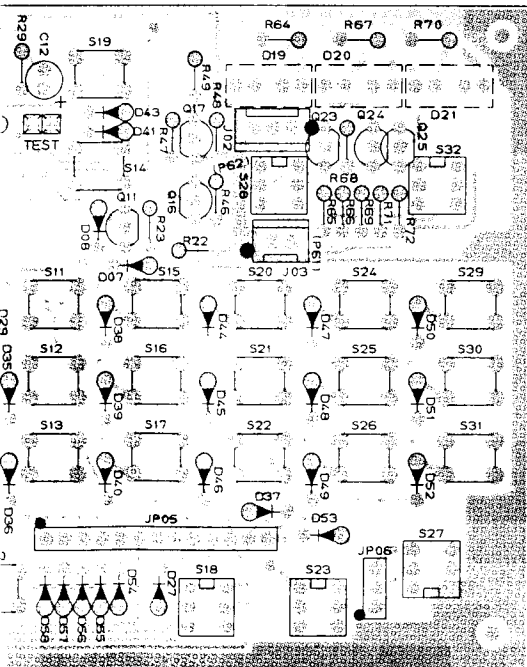 R64
R67
R70
R29
C12
S19
D19
D20
D21
R49
R48
+
D43
D41
TEST
Q17
R47
J02
Q23
Q24
Q25
S32
P62
S28
S14
Q16
R46
R68
R65
R66
R69
R71
R72
Q11
D08
R23
R22
P61
J03
D07
S11
S15
S20
S24
S29
D29
D38
D44
D47
D50
D35
S12
S16
S21
S25
S30
D39
D45
D48
D51
S13
S17
S22
S26
S31
D36
D40
D46
D49
D52
D37
D53
JP05
JP06
S27
D54
D27
S18
S23
D58
D57
D56
D55